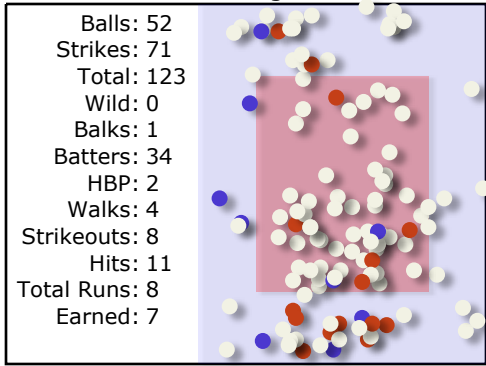 Balls: 52
Strikes: 71
Total: 123
Wild: 0
Balks: 1
Batters: 34
HBP: 2
Walks: 4
Strikeouts: 8
Hits: 11
Total Runs: 8
Earned: 7